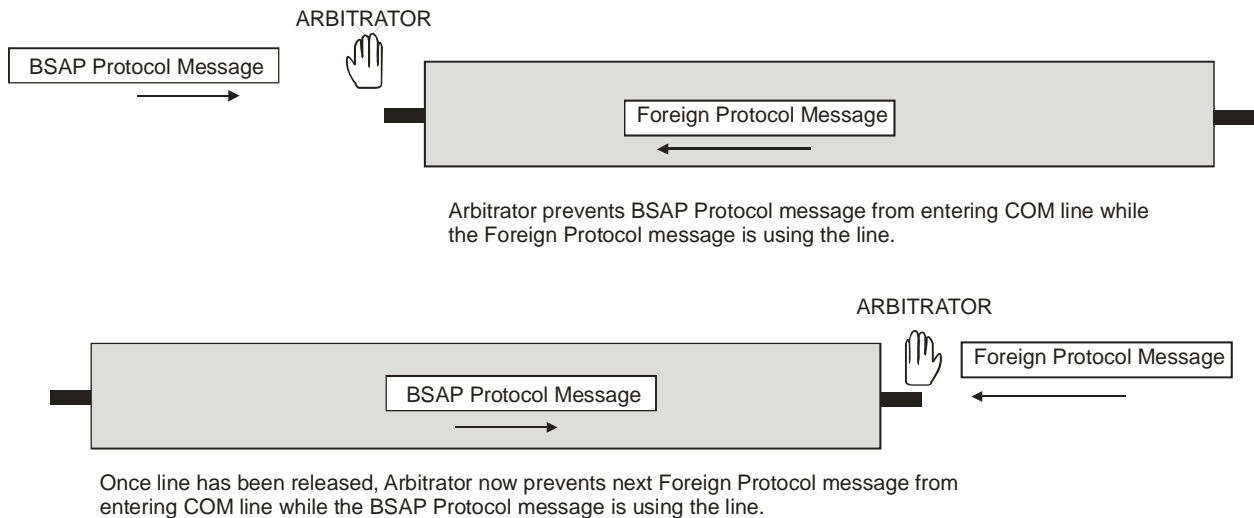 ARBITRATOR
BSAP Protocol Message
Foreign Protocol Message
Arbitrator prevents BSAP Protocol message from entering COM line while
the Foreign Protocol message is using the line.
ARBITRATOR
Foreign Protocol Message
BSAP Protocol Message
Once line has been released, Arbitrator now prevents next Foreign Protocol message from
entering COM line while the BSAP Protocol message is using the line.